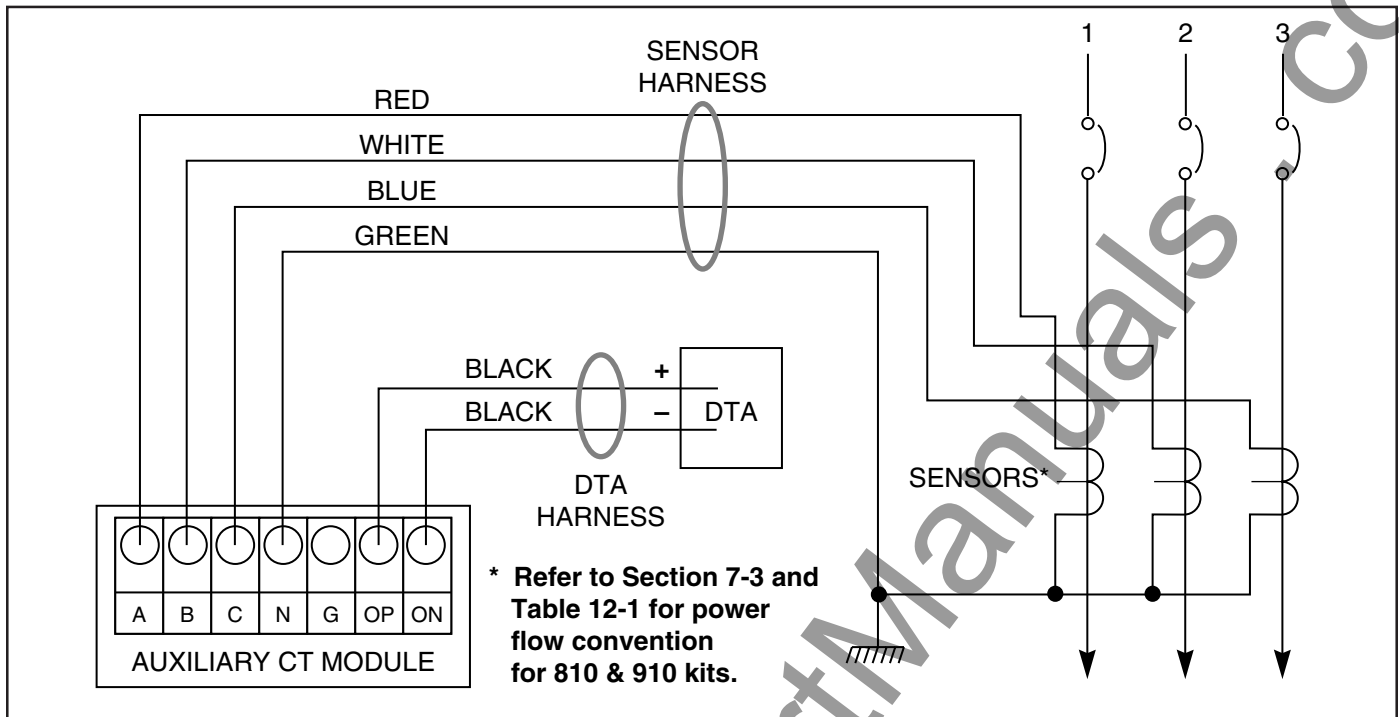 1 2 3
SENSOR
HARNESS
RED
WHITE
BLUE
GREEN
BLACK +
BLACK –
DTA
DTA
HARNESS
SENSORS*
A B C N G OP ON
AUXILIARY CT MODULE
* Refer to Section 7-3 and
Table 12-1 for power
flow convention
for 810 & 910 kits.